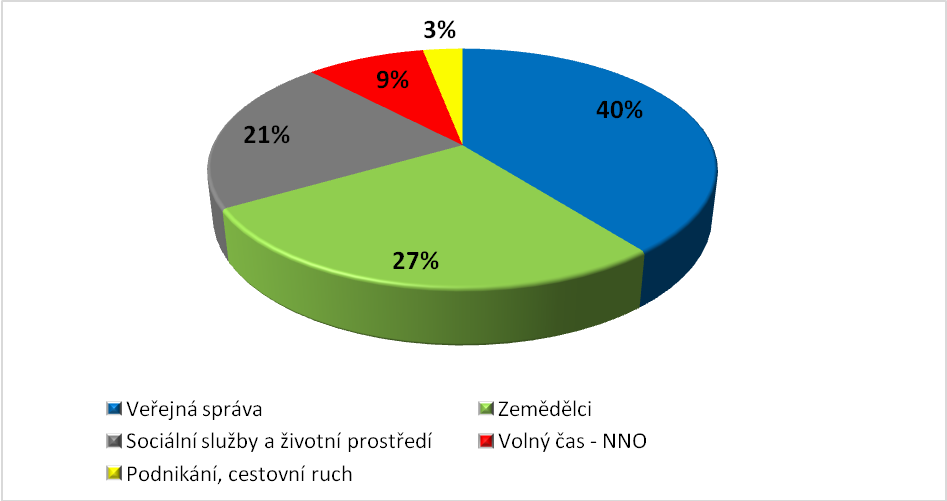 3%
9%
40%
21%
27%
Veřejná správa
Zemědělci
Sociální služby a životní prostředí
Volný čas - NNO
Podnikání, cestovní ruch